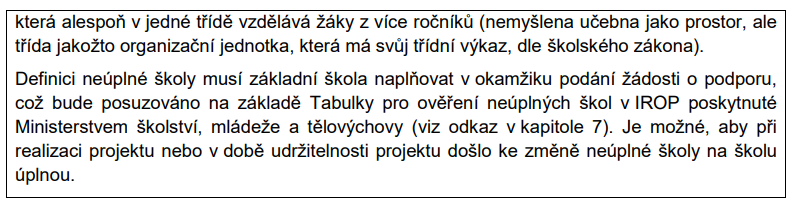 která alespoň v jedné třídě vzdělává žáky z více ročníků (nemyšlena učebna jako prostor, ale
třída jakožto organizační jednotka, která má svůj třídní výkaz, dle školského zákona).
Definici neúplné školy musí základní škola naplňovat v okamžiku podání žádosti o podporu,
což bude posuzováno na základě Tabulky pro ověření neúplných škol v IROP poskytnuté
Ministerstvem školství, mládeže a tělovýchovy (viz odkaz v kapitole 7). Je možné, aby při
realizaci projektu nebo v době udržitelnosti projektu došlo ke změně neúplné školy na školu
úplnou.